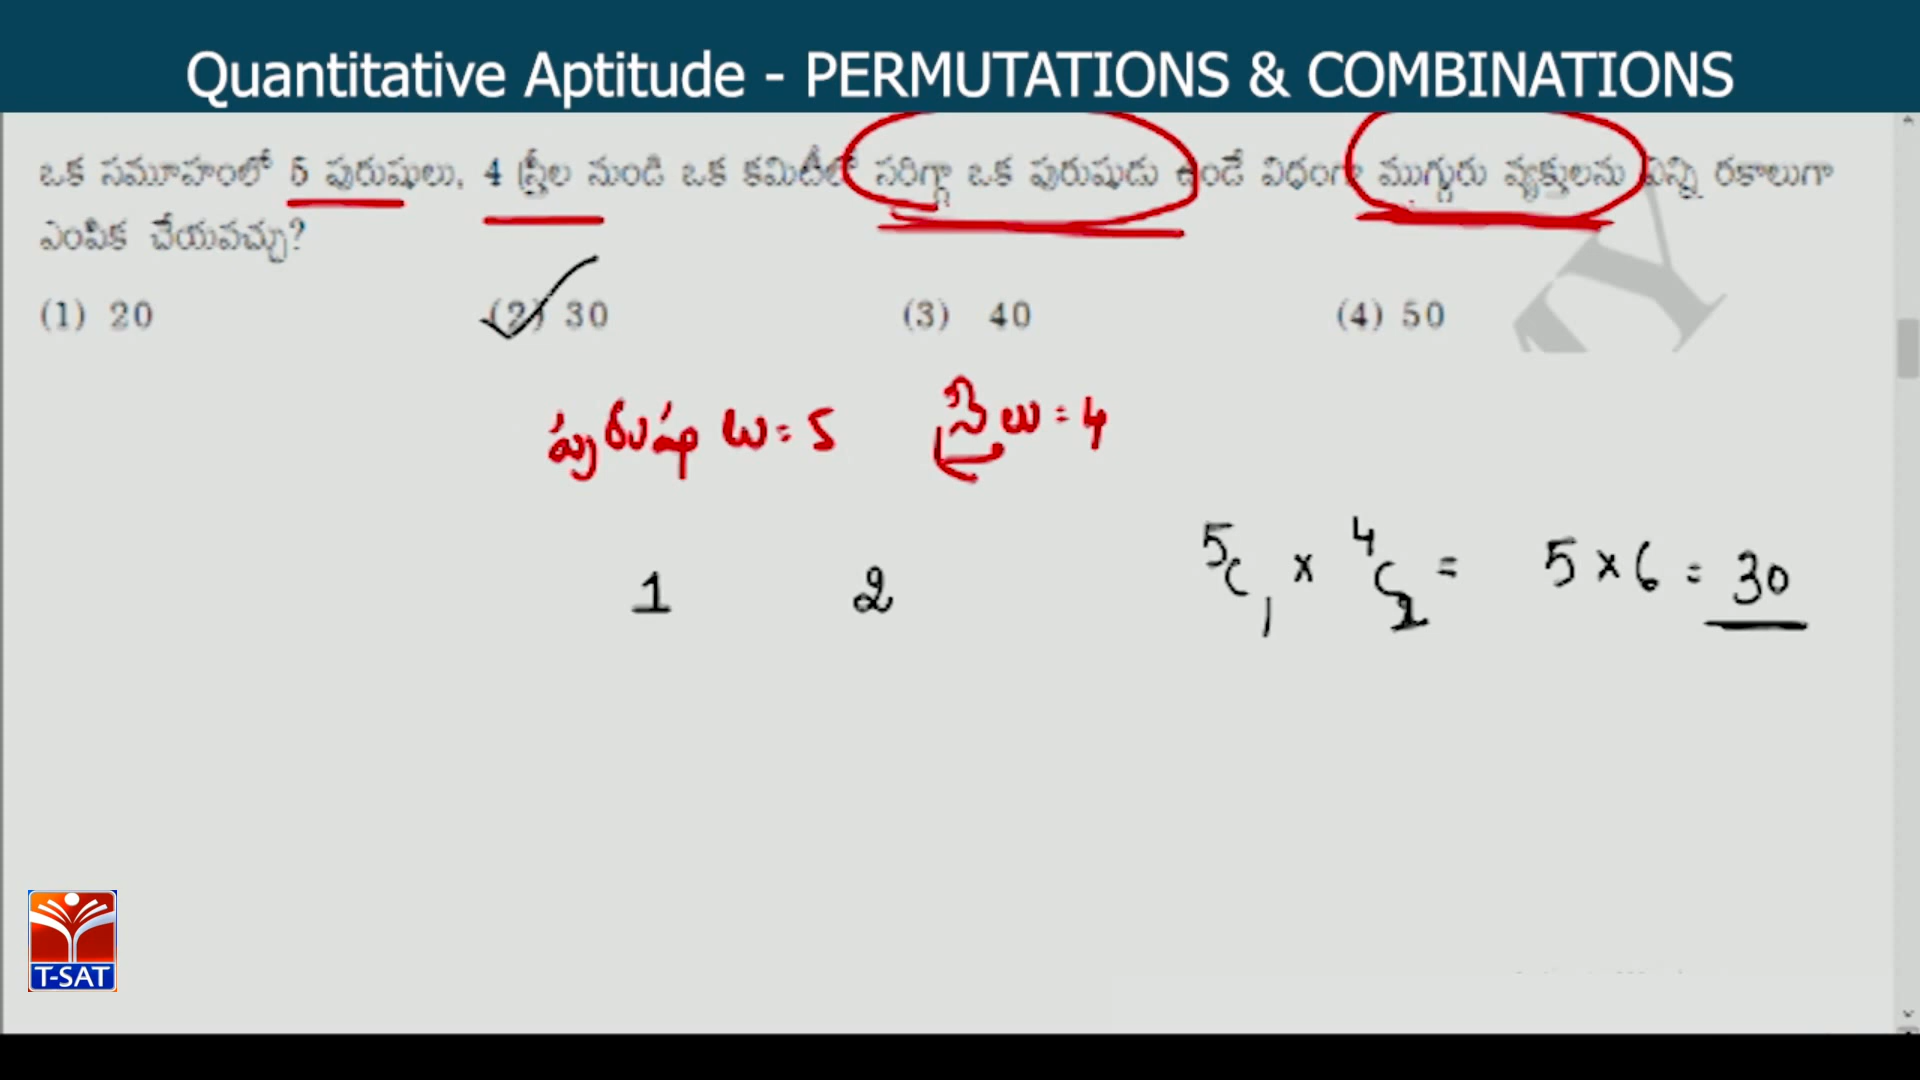 Quantitative Aptitude - PERMUTATIONS & COMBINATIONS
ఒక సమూహంలో 5 పురుషులు, 4 స్త్రీల నుండి ఒక కమిటీలో సరిగ్గా ఒక పురుషుడు ఉండే విధంగా ముగ్గురు వ్యక్తులను ఎన్ని రకాలుగా
ఎంపిక చేయవచ్చు?
(1) 20 (2) 30 (3) 40 (4) 50
పురుషులు = 5 స్త్రీలు = 4
1 2 ⁵C₁ × ⁴C₂ = 5 × 6 = 30
T-SAT